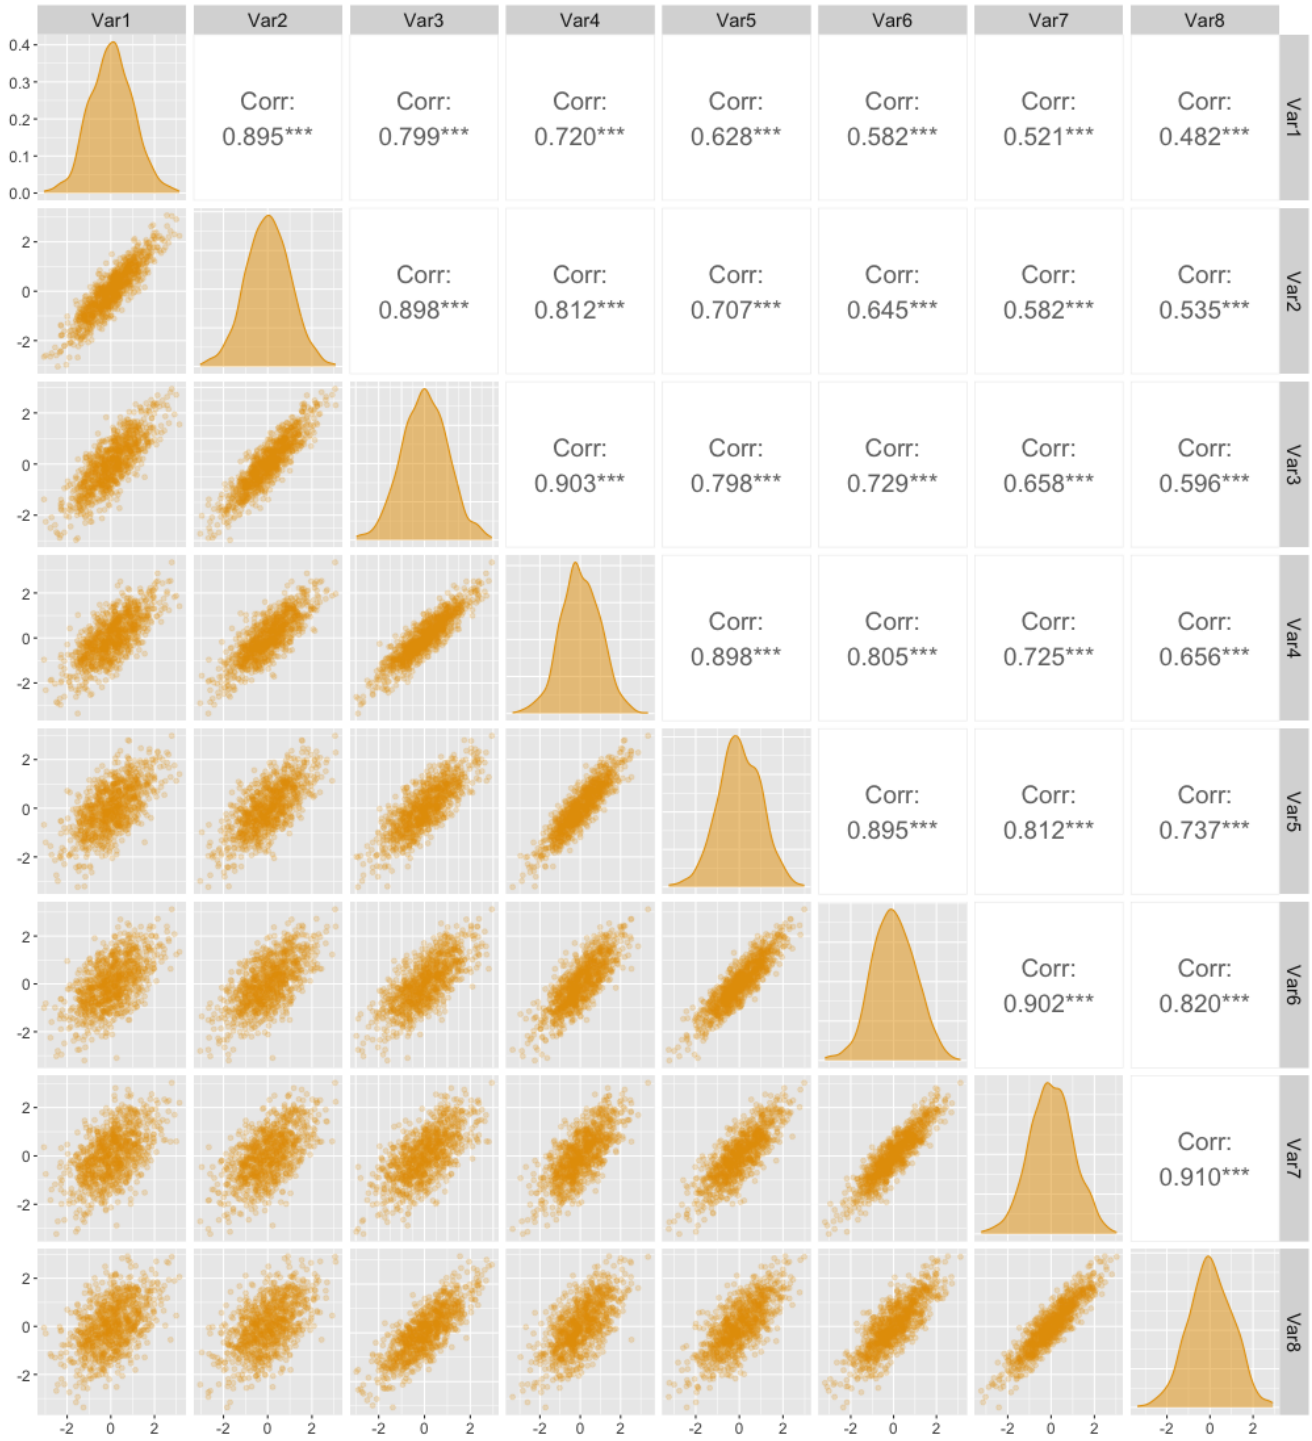 Var1 Var2 Var3 Var4 Var5 Var6 Var7 Var8
0.4
0.3
0.2
0.1
0.0
Corr: Corr: Corr: Corr: Corr: Corr: Corr:
0.895*** 0.799*** 0.720*** 0.628*** 0.582*** 0.521*** 0.482***
Var1
2
0
-2
Corr: Corr: Corr: Corr: Corr: Corr:
0.898*** 0.812*** 0.707*** 0.645*** 0.582*** 0.535***
Var2
2
0
-2
Corr: Corr: Corr: Corr: Corr:
0.903*** 0.798*** 0.729*** 0.658*** 0.596***
Var3
2
0
-2
Corr: Corr: Corr: Corr:
0.898*** 0.805*** 0.725*** 0.656***
Var4
2
0
-2
Corr: Corr: Corr:
0.895*** 0.812*** 0.737***
Var5
2
0
-2
Corr: Corr:
0.902*** 0.820***
Var6
2
0
-2
Corr:
0.910***
Var7
2
0
-2
Var8
-2 0 2 -2 0 2 -2 0 2 -2 0 2 -2 0 2 -2 0 2 -2 0 2 -2 0 2